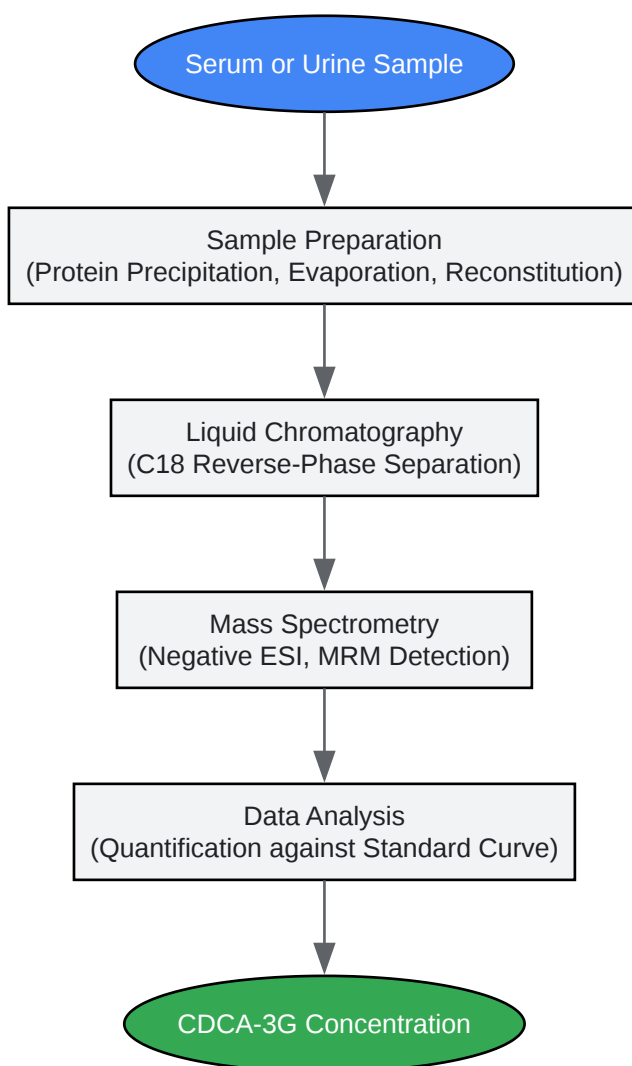 Serum or Urine Sample
Sample Preparation
(Protein Precipitation, Evaporation, Reconstitution)
Liquid Chromatography
(C18 Reverse-Phase Separation)
Mass Spectrometry
(Negative ESI, MRM Detection)
Data Analysis
(Quantification against Standard Curve)
CDCA-3G Concentration